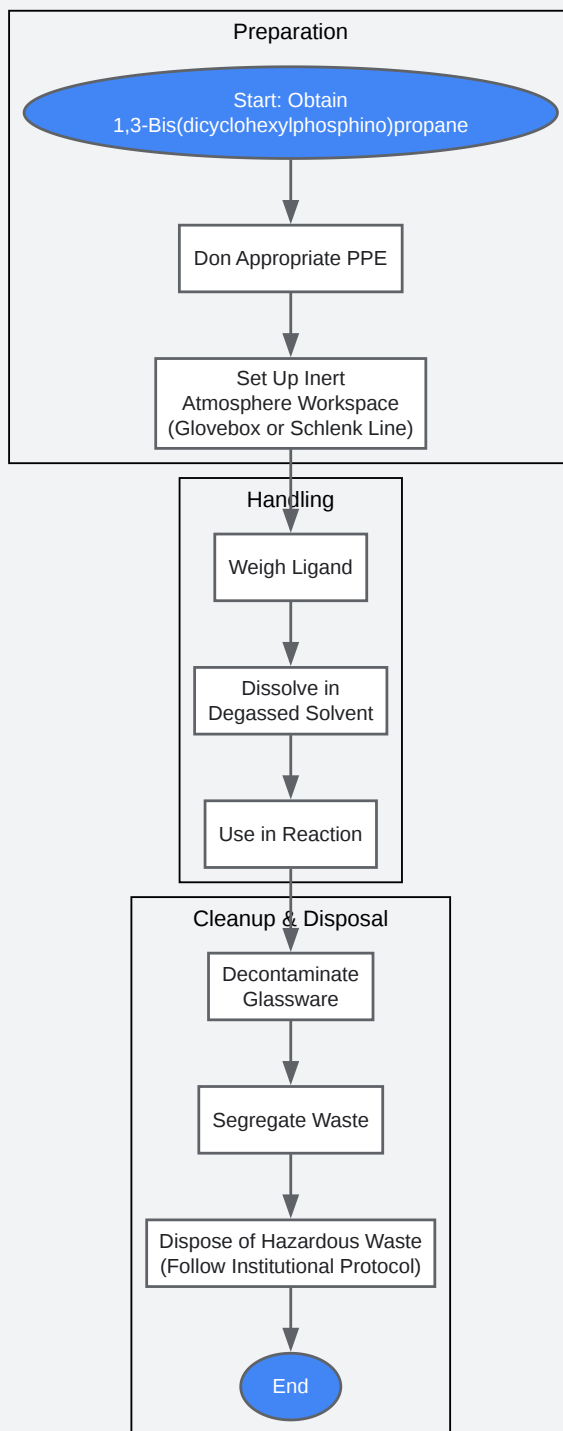 Preparation
Start: Obtain
1,3-Bis(dicyclohexylphosphino)propane
Don Appropriate PPE
Set Up Inert
Atmosphere Workspace
(Glovebox or Schlenk Line)
Handling
Weigh Ligand
Dissolve in
Degassed Solvent
Use in Reaction
Cleanup & Disposal
Decontaminate
Glassware
Segregate Waste
Dispose of Hazardous Waste
(Follow Institutional Protocol)
End